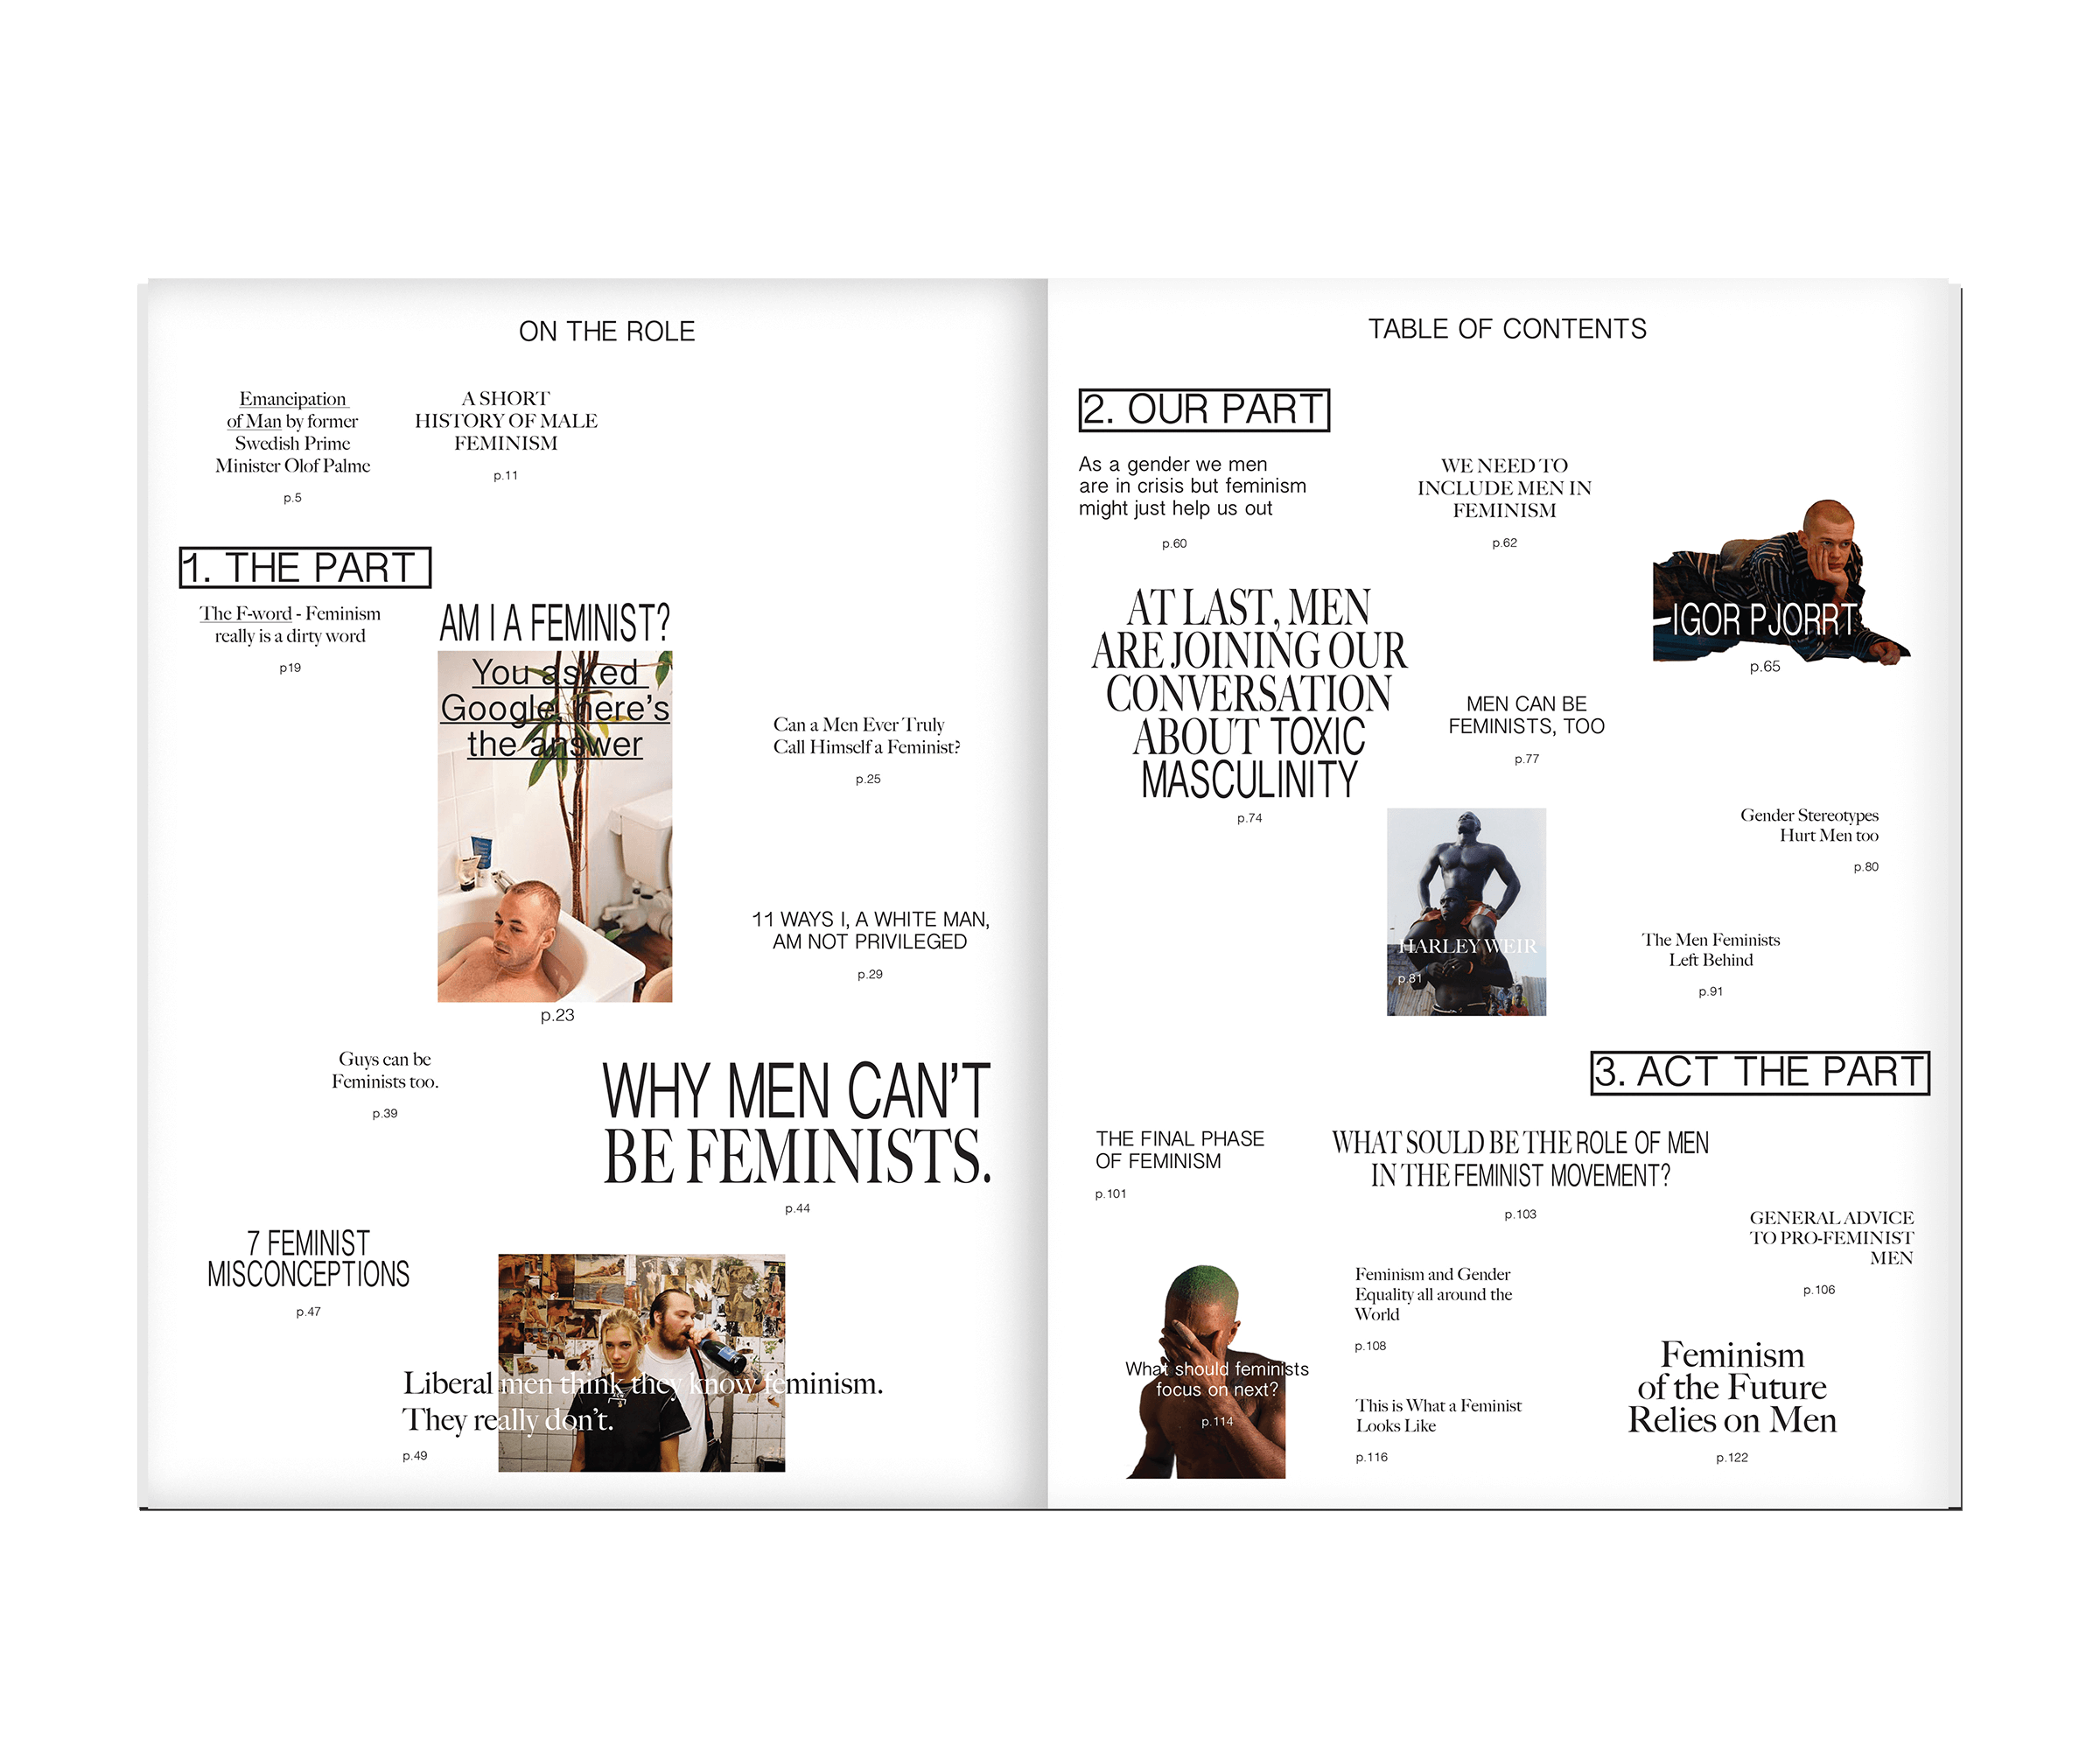 ON THE ROLE
Emancipation
of Man by former
Swedish Prime
Minister Olof Palme
p.5
A SHORT
HISTORY OF MALE
FEMINISM
p.11
1. THE PART
The F-word - Feminism
really is a dirty word
p19
AM I A FEMINIST?
You asked
Google, here's
the answer
p.23
Can a Men Ever Truly
Call Himself a Feminist?
p.25
11 WAYS I, A WHITE MAN,
AM NOT PRIVILEGED
p.29
Guys can be
Feminists too.
p.39
WHY MEN CAN'T
BE FEMINISTS.
p.44
7 FEMINIST
MISCONCEPTIONS
p.47
Liberal men think they know feminism.
They really don't.
p.49
TABLE OF CONTENTS
2. OUR PART
As a gender we men
are in crisis but feminism
might just help us out
p.60
WE NEED TO
INCLUDE MEN IN
FEMINISM
p.62
IGOR PJORRT
p.65
AT LAST, MEN
ARE JOINING OUR
CONVERSATION
ABOUT TOXIC
MASCULINITY
p.74
MEN CAN BE
FEMINISTS, TOO
p.77
Gender Stereotypes
Hurt Men too
p.80
HARLEY WEIR
p.81
The Men Feminists
Left Behind
p.91
3. ACT THE PART
THE FINAL PHASE
OF FEMINISM
p.101
WHAT SOULD BE THE ROLE OF MEN
IN THE FEMINIST MOVEMENT?
p.103
GENERAL ADVICE
TO PRO-FEMINIST
MEN
p.106
Feminism and Gender
Equality all around the
World
p.108
What should feminists
focus on next?
p.114
This is What a Feminist
Looks Like
p.116
Feminism
of the Future
Relies on Men
p.122